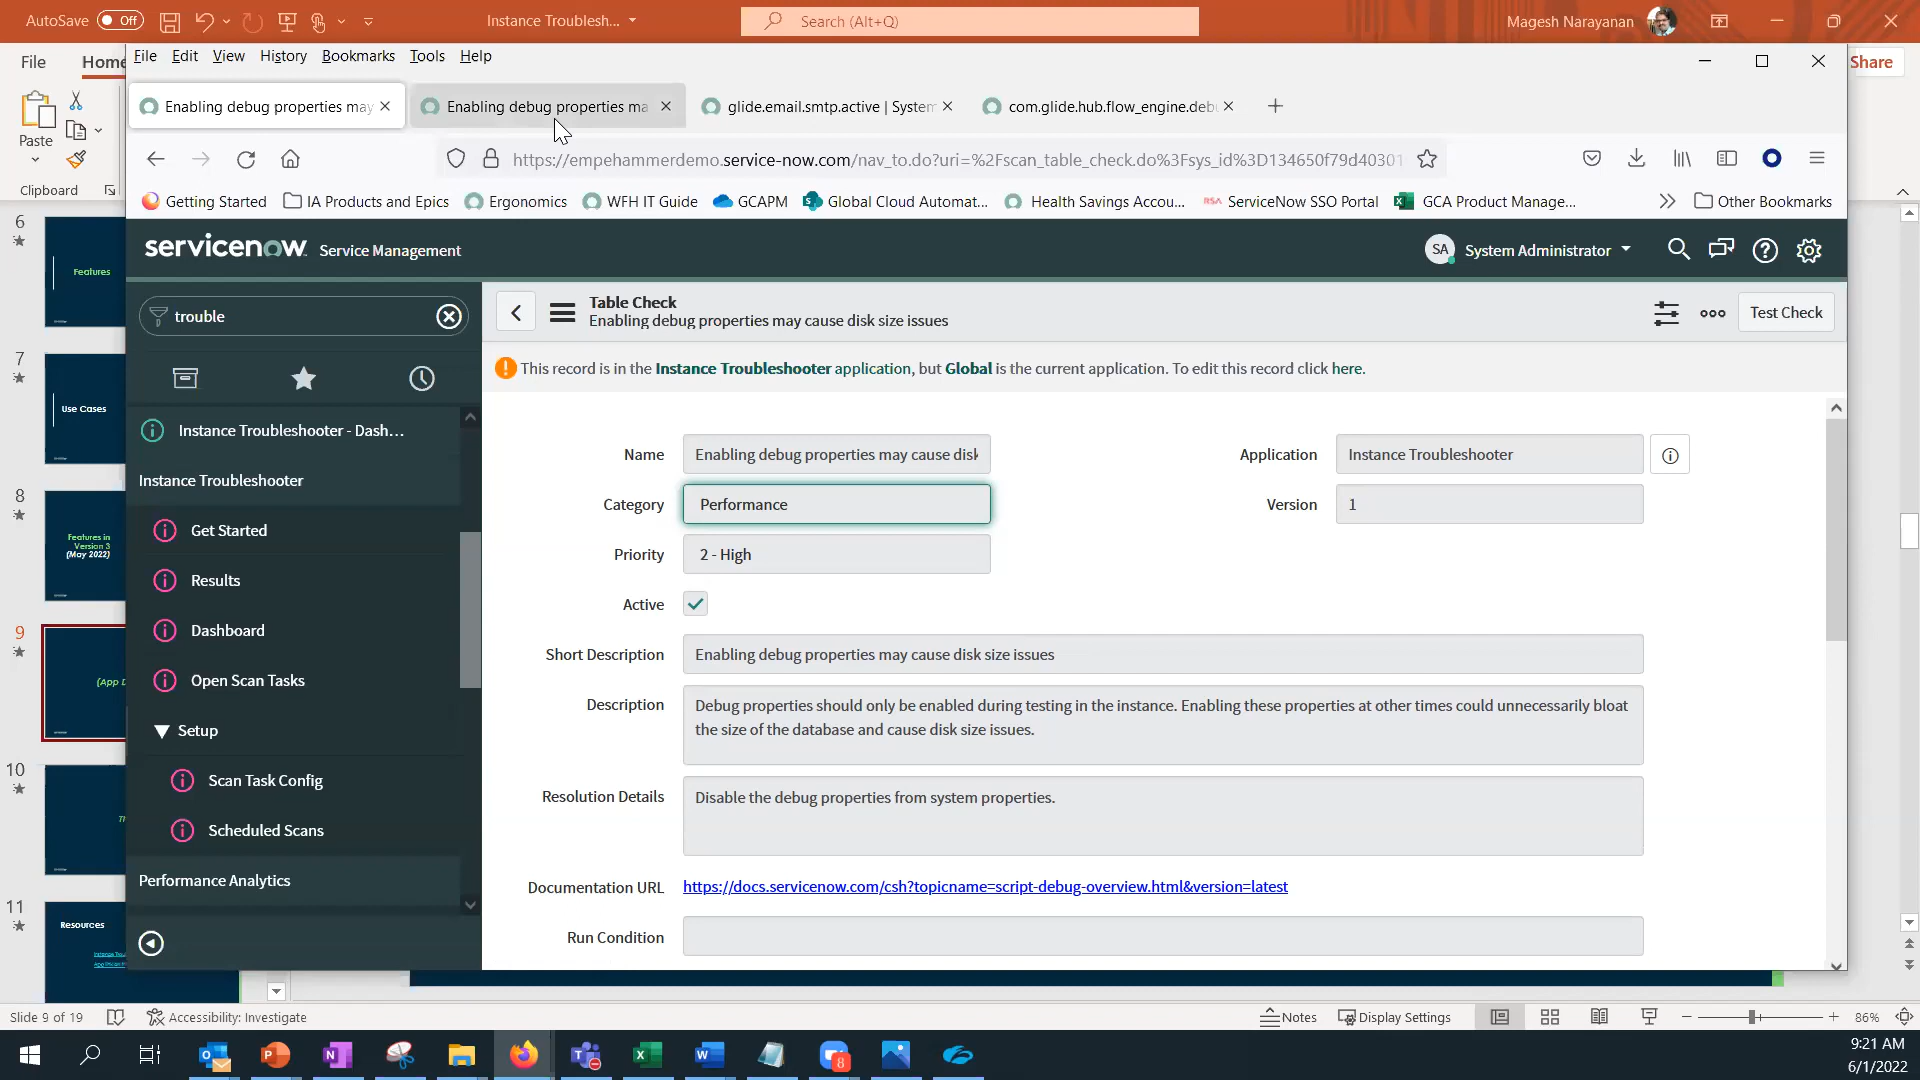 AutoSave Off
Instance Troublesh...
Search (Alt+Q)
Magesh Narayanan
File
Home
Share
Paste
Clipboard
File Edit View History Bookmarks Tools Help
Enabling debug properties may
Enabling debug properties ma
glide.email.smtp.active | System
com.glide.hub.flow_engine.deb
https://empehammerdemo.service-now.com/nav_to.do?uri=%2Fscan_table_check.do%3Fsys_id%3D134650f79d40301
Getting Started
IA Products and Epics
Ergonomics
WFH IT Guide
GCAPM
Global Cloud Automat...
Health Savings Accou...
RSA ServiceNow SSO Portal
GCA Product Manage...
Other Bookmarks
servicenow Service Management
SA System Administrator
trouble
Instance Troubleshooter - Dash...
Instance Troubleshooter
Get Started
Results
Dashboard
Open Scan Tasks
Setup
Scan Task Config
Scheduled Scans
Performance Analytics
Table Check
Enabling debug properties may cause disk size issues
Test Check
This record is in the Instance Troubleshooter application, but Global is the current application. To edit this record click here.
Name Enabling debug properties may cause disk
Application Instance Troubleshooter
Category Performance
Version 1
Priority 2 - High
Active
Short Description Enabling debug properties may cause disk size issues
Description Debug properties should only be enabled during testing in the instance. Enabling these properties at other times could unnecessarily bloat
the size of the database and cause disk size issues.
Resolution Details Disable the debug properties from system properties.
Documentation URL https://docs.servicenow.com/csh?topicname=script-debug-overview.html&version=latest
Run Condition
6
Features
7
Use Cases
8
Features in
Version 3
(May 2022)
9
(App D
10
Th
11
Resources
Slide 9 of 19
Accessibility: Investigate
Notes
Display Settings
86%
8
9:21 AM
6/1/2022